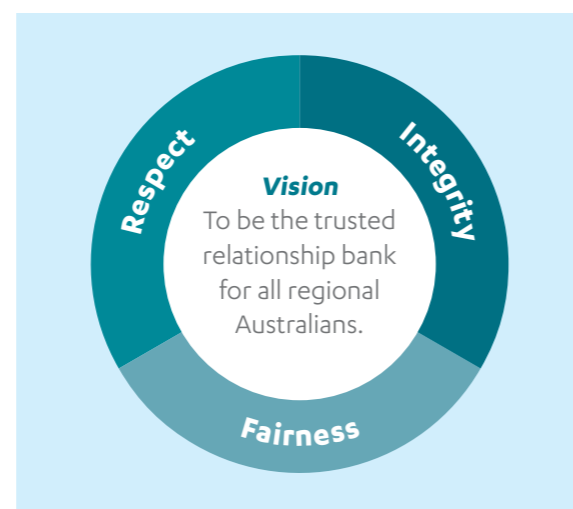 Respect
Integrity
Vision
To be the trusted
relationship bank
for all regional
Australians.
Fairness